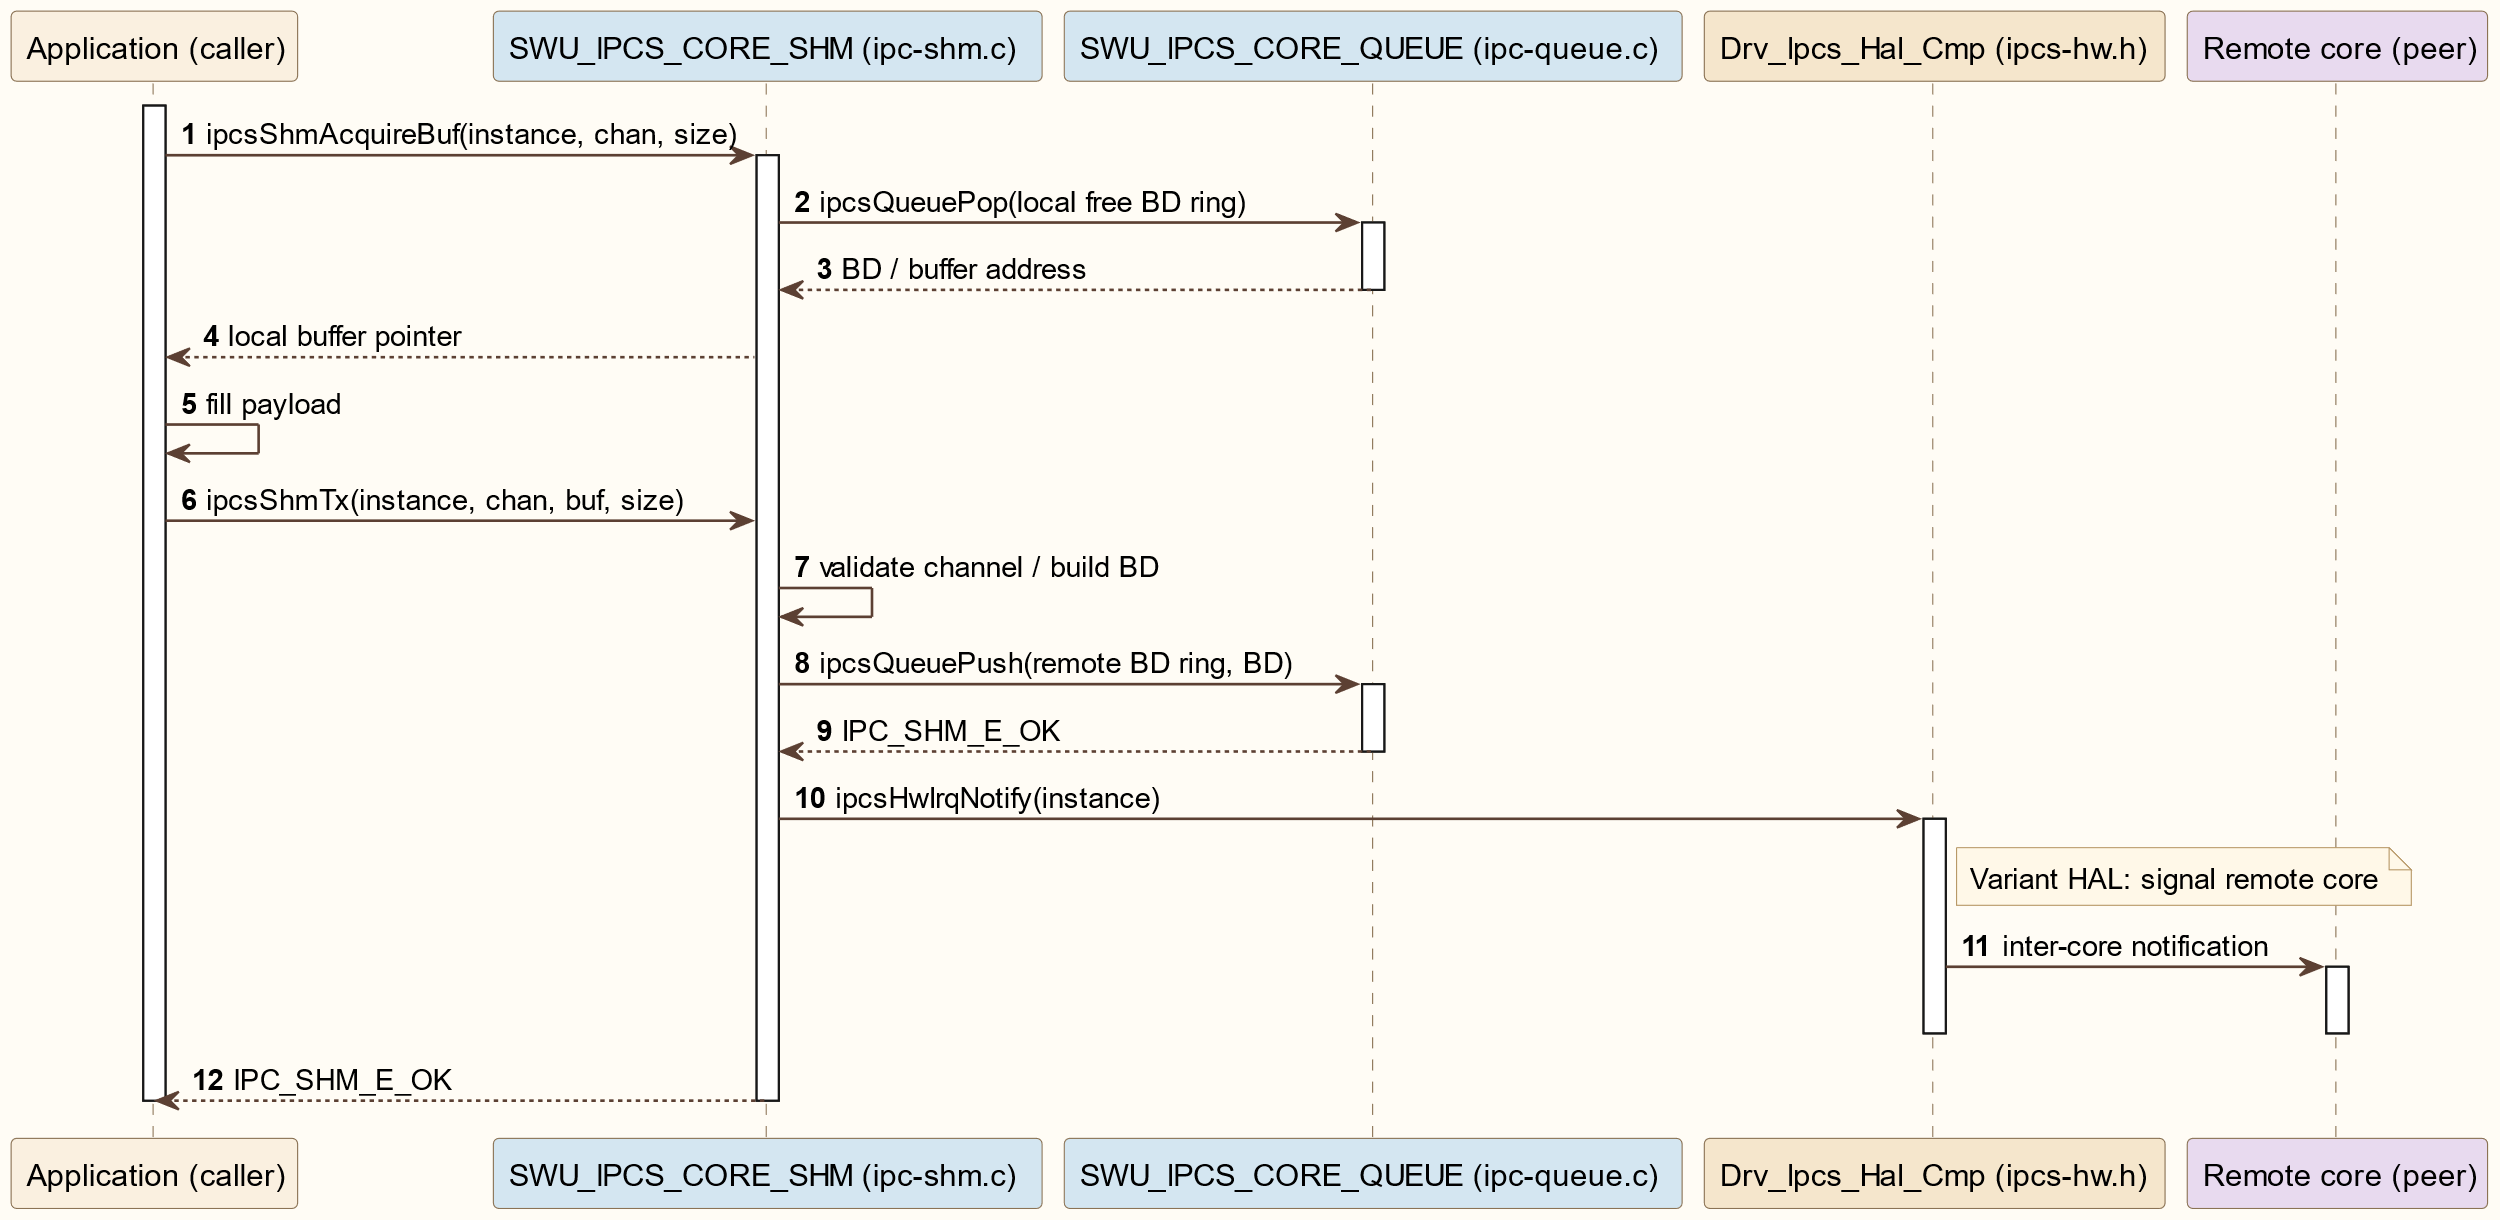 Application (caller)
SWU_IPCS_CORE_SHM (ipc-shm.c)
SWU_IPCS_CORE_QUEUE (ipc-queue.c)
Drv_Ipcs_Hal_Cmp (ipcs-hw.h)
Remote core (peer)
1 ipcsShmAcquireBuf(instance, chan, size)
2 ipcsQueuePop(local free BD ring)
3 BD / buffer address
4 local buffer pointer
5 fill payload
6 ipcsShmTx(instance, chan, buf, size)
7 validate channel / build BD
8 ipcsQueuePush(remote BD ring, BD)
9 IPC_SHM_E_OK
10 ipcsHwIrqNotify(instance)
Variant HAL: signal remote core
11 inter-core notification
12 IPC_SHM_E_OK
Application (caller)
SWU_IPCS_CORE_SHM (ipc-shm.c)
SWU_IPCS_CORE_QUEUE (ipc-queue.c)
Drv_Ipcs_Hal_Cmp (ipcs-hw.h)
Remote core (peer)